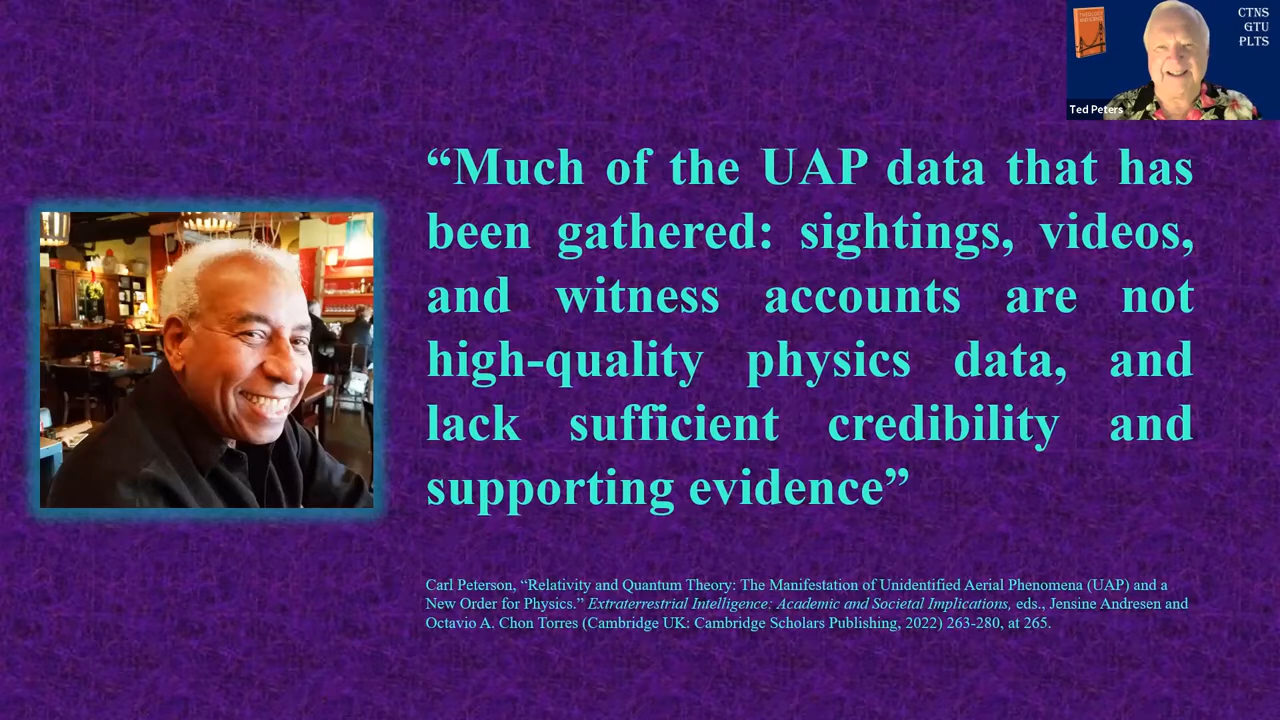 CTNS
GTU
PLTS
Ted Peters
“Much of the UAP data that has
been gathered: sightings, videos,
and witness accounts are not
high-quality physics data, and
lack sufficient credibility and
supporting evidence”
Carl Peterson, “Relativity and Quantum Theory: The Manifestation of Unidentified Aerial Phenomena (UAP) and a
New Order for Physics.” Extraterrestrial Intelligence: Academic and Societal Implications, eds., Jensine Andresen and
Octavio A. Chon Torres (Cambridge UK: Cambridge Scholars Publishing, 2022) 263-280, at 265.